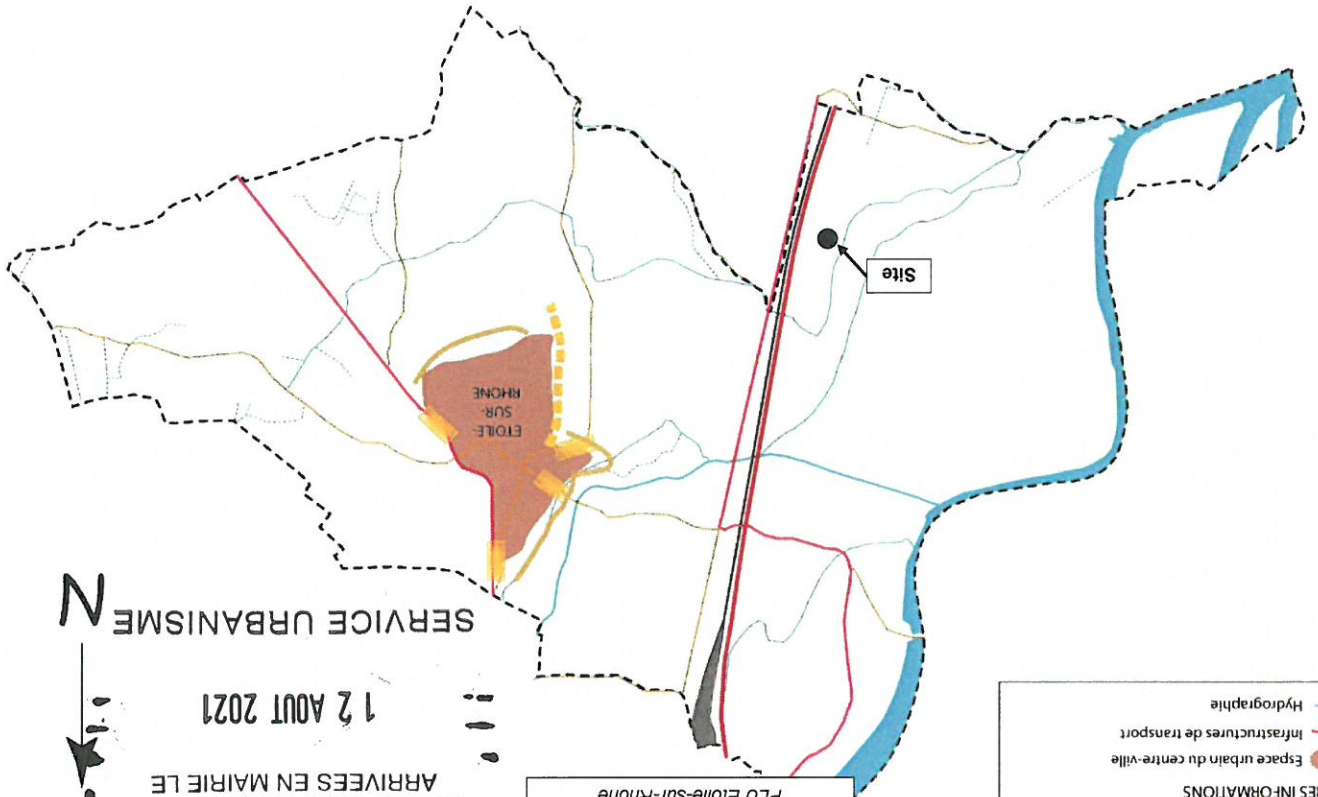 PLU Etoile-sur-Rhône
RES INFORMATIONS
Espace urbain du centre-ville
Infrastructures de transport
Hydrographie
ARRIVEES EN MAIRIE LE
12 AOUT 2021
SERVICE URBANISME
N
ETOILE-
SUR-
RHONE
Site